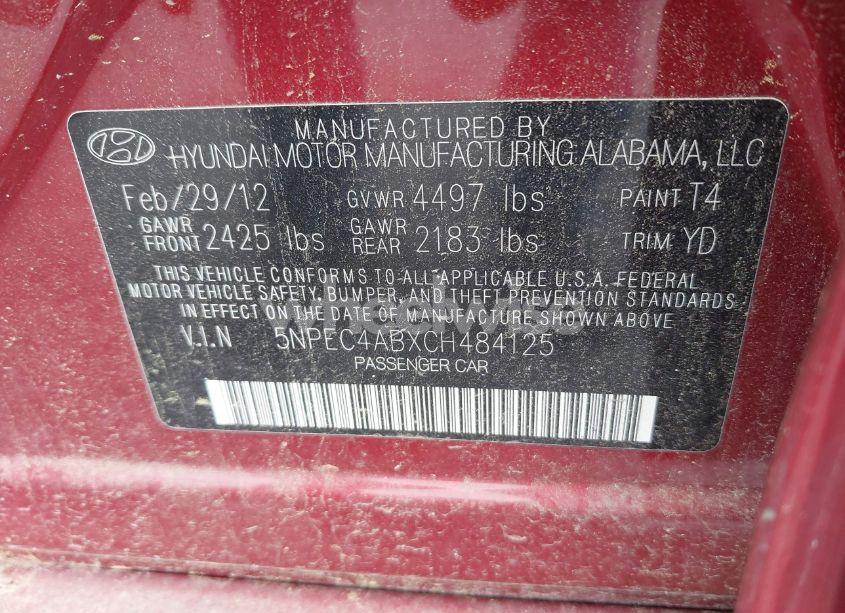 MANUFACTURED BY
HYUNDAI MOTOR MANUFACTURING ALABAMA, LLC
Feb/29/12 GVWR 4497 lbs PAINT T4
GAWR FRONT 2425 lbs GAWR REAR 2183 lbs TRIM YD
THIS VEHICLE CONFORMS TO ALL APPLICABLE U.S.A. FEDERAL
MOTOR VEHICLE SAFETY, BUMPER, AND THEFT PREVENTION STANDARDS
IN EFFECT ON THE DATE OF MANUFACTURE SHOWN ABOVE
V.I.N 5NPEC4ABXCH484125
PASSENGER CAR